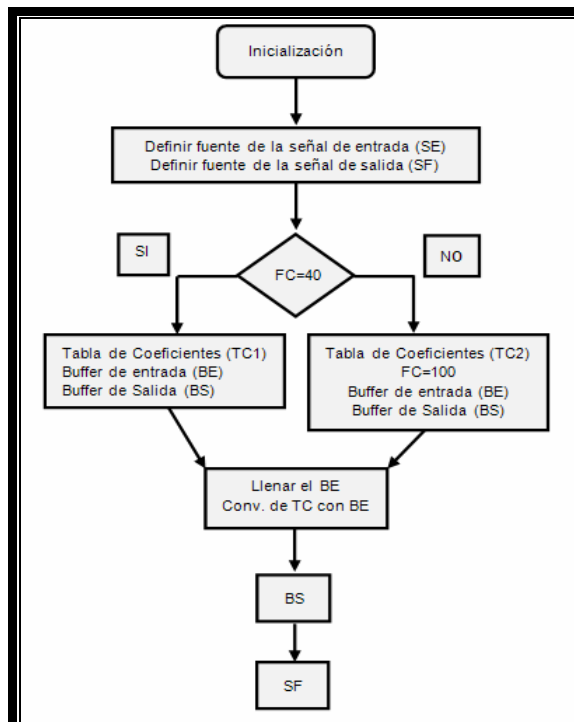 Inicialización
Definir fuente de la señal de entrada (SE)
Definir fuente de la señal de salida (SF)
SI
FC=40
NO
Tabla de Coeficientes (TC1)
Buffer de entrada (BE)
Buffer de Salida (BS)
Tabla de Coeficientes (TC2)
FC=100
Buffer de entrada (BE)
Buffer de Salida (BS)
Llenar el BE
Conv. de TC con BE
BS
SF